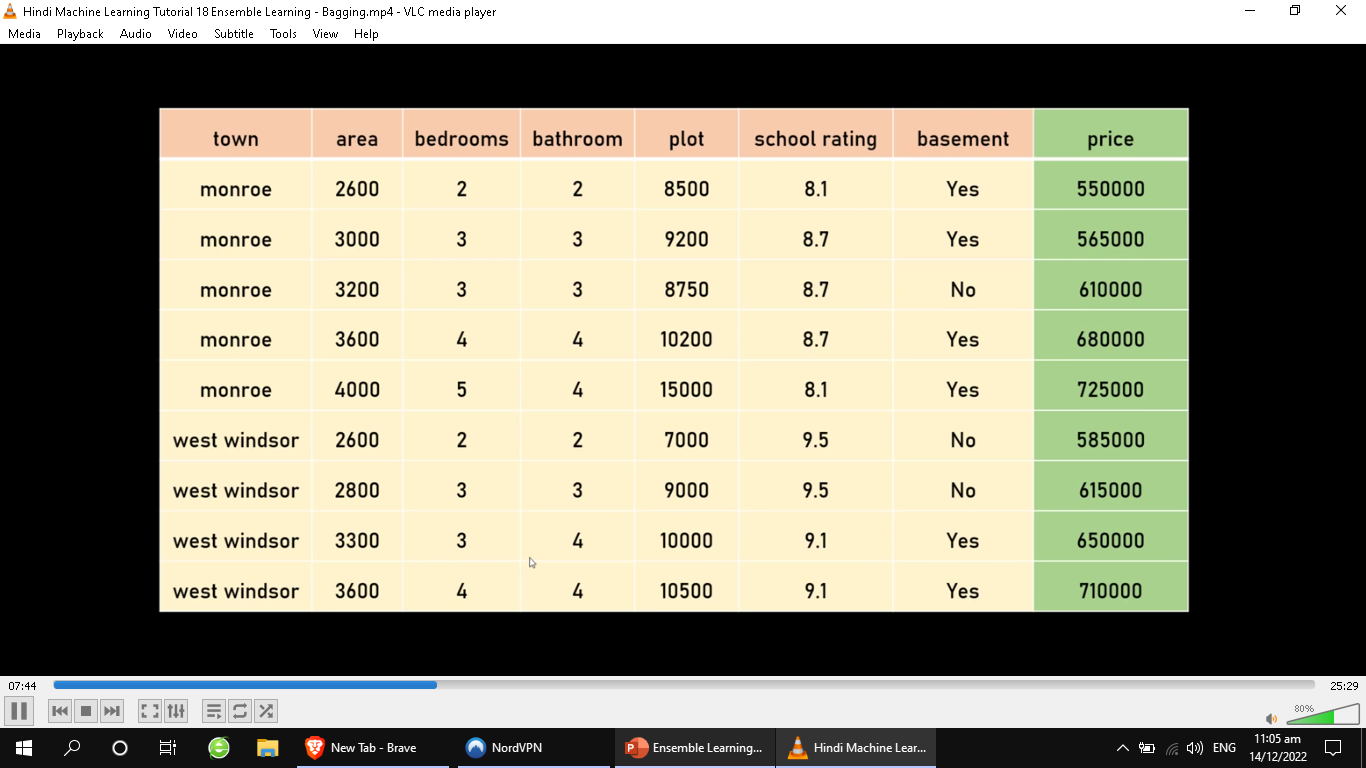 Hindi Machine Learning Tutorial 18 Ensemble Learning - Bagging.mp4 - VLC media player
Media Playback Audio Video Subtitle Tools View Help
town area bedrooms bathroom plot school rating basement price
monroe 2600 2 2 8500 8.1 Yes 550000
monroe 3000 3 3 9200 8.7 Yes 565000
monroe 3200 3 3 8750 8.7 No 610000
monroe 3600 4 4 10200 8.7 Yes 680000
monroe 4000 5 4 15000 8.1 Yes 725000
west windsor 2600 2 2 7000 9.5 No 585000
west windsor 2800 3 3 9000 9.5 No 615000
west windsor 3300 3 4 10000 9.1 Yes 650000
west windsor 3600 4 4 10500 9.1 Yes 710000
07:44 25:29
80%
New Tab - Brave NordVPN Ensemble Learning... Hindi Machine Lear... ENG 11:05 am
14/12/2022